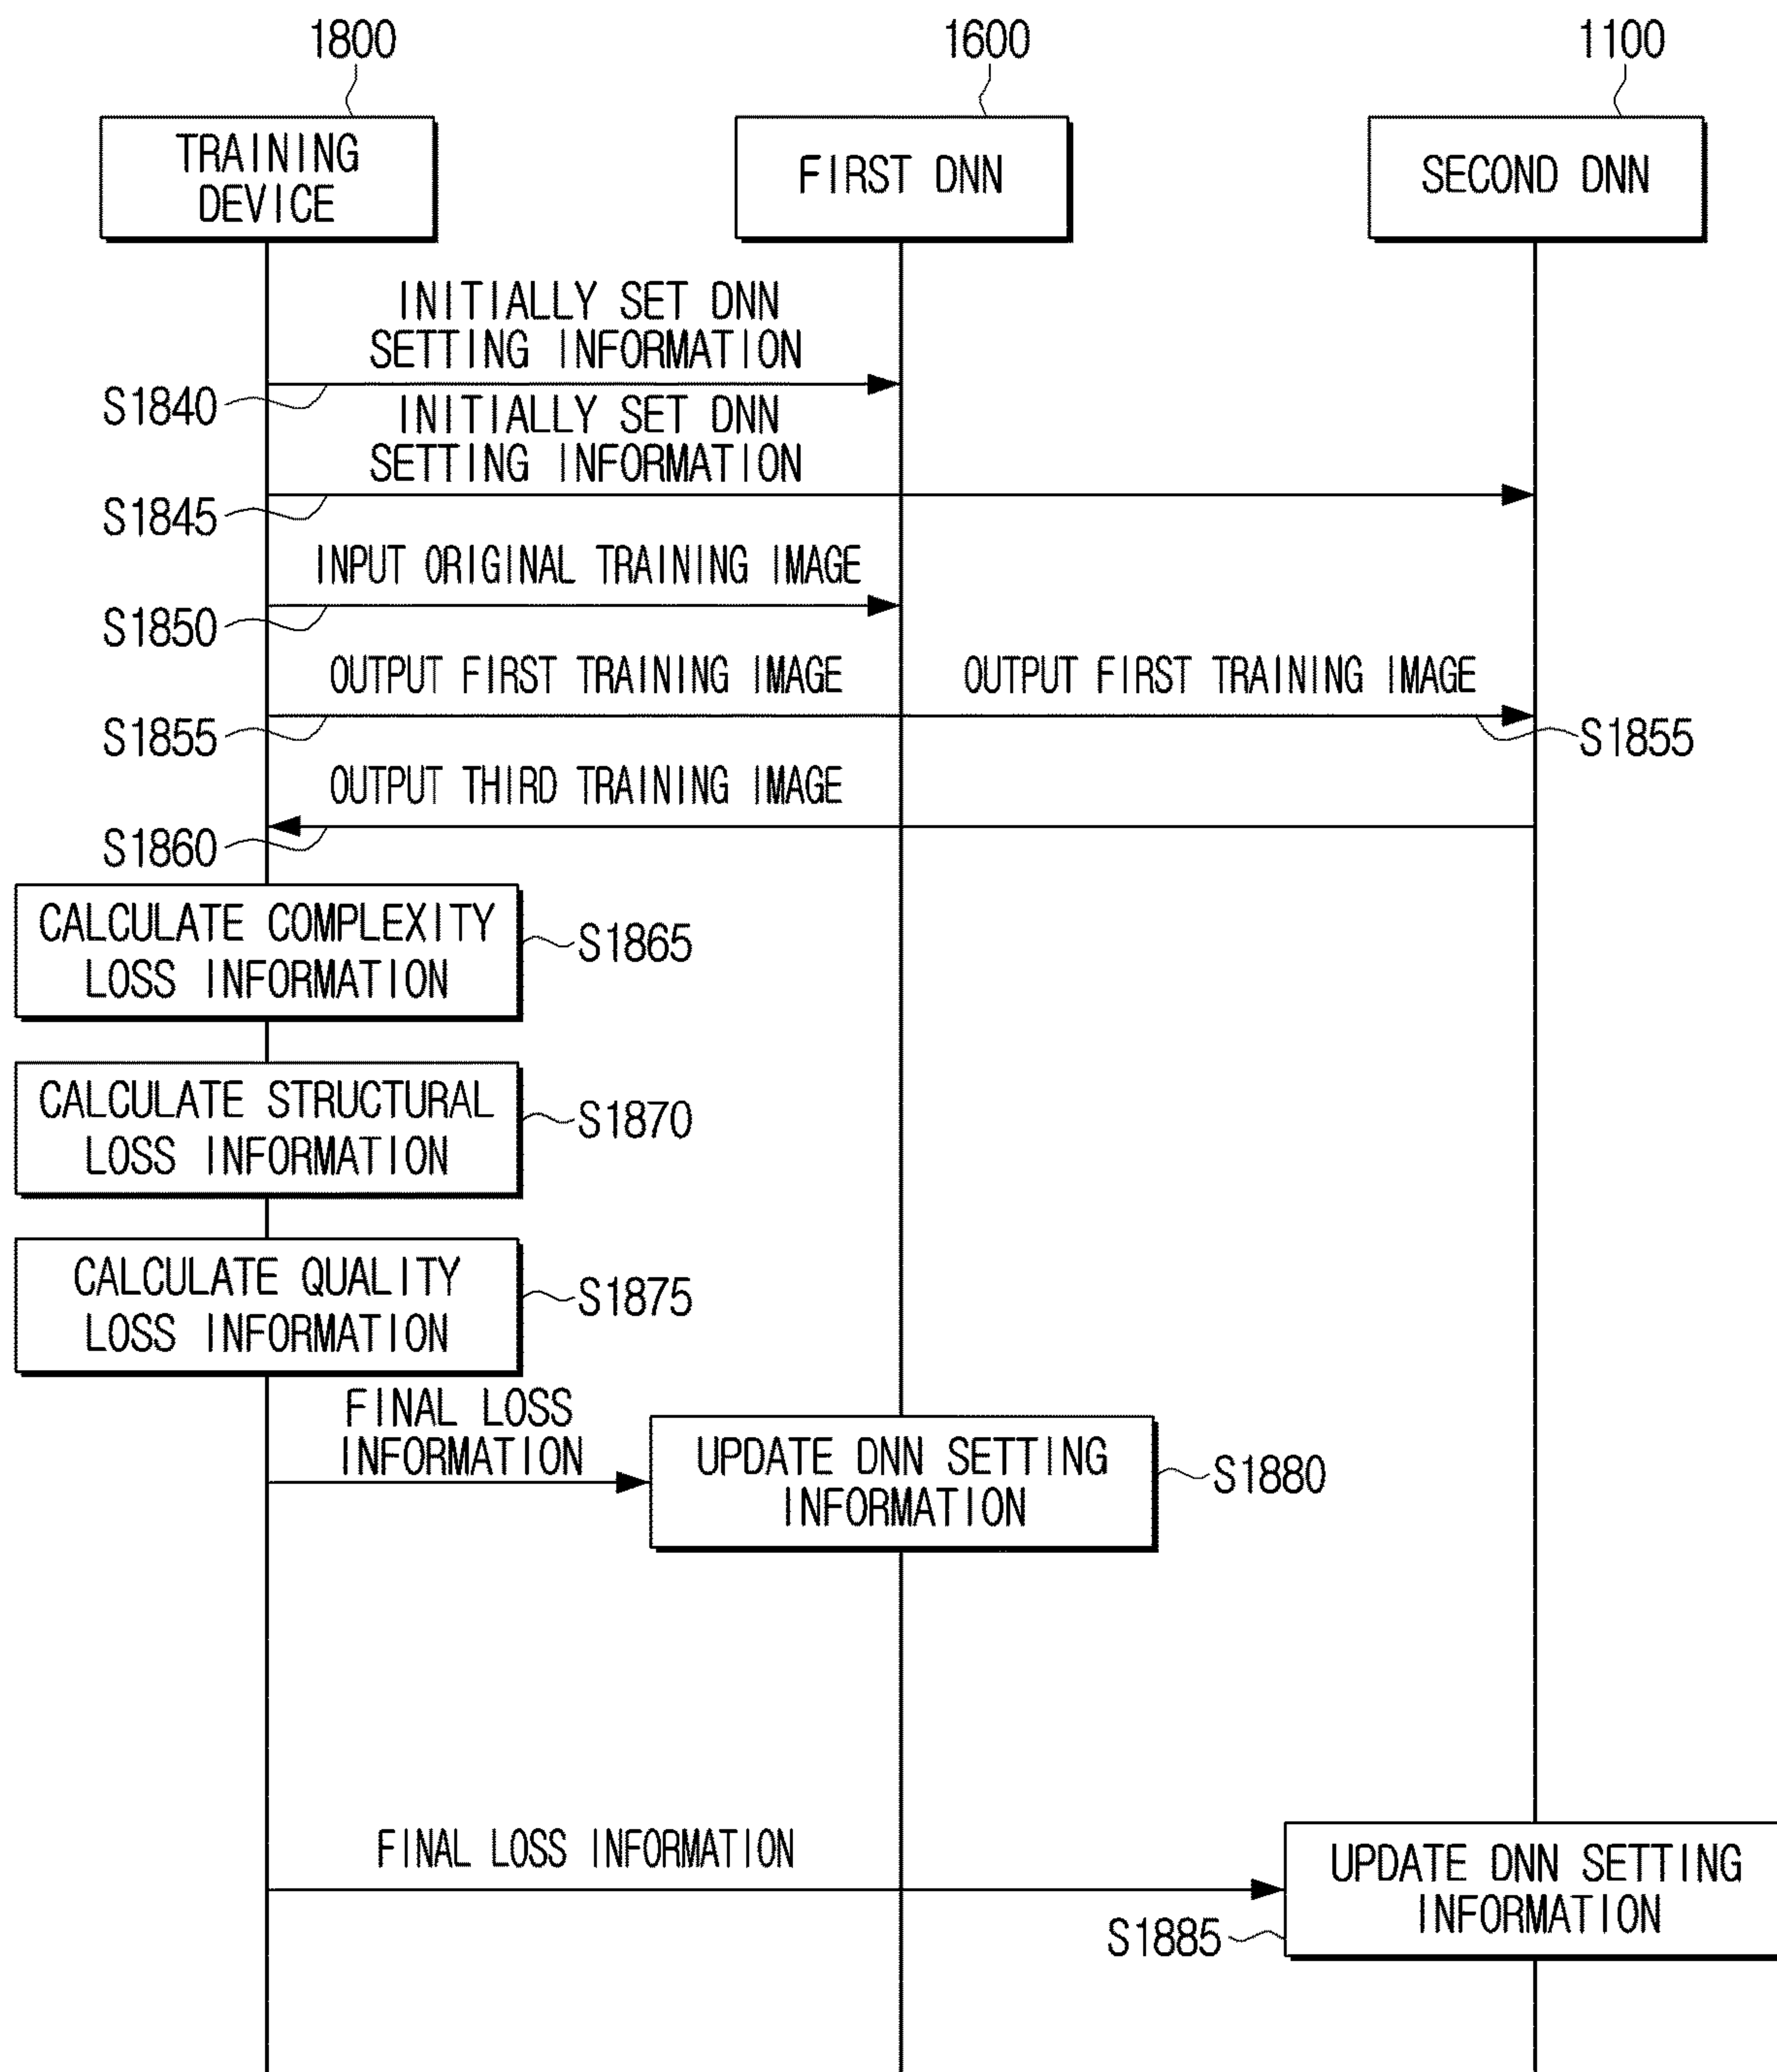 1800
1600
1100
TRAINING
DEVICE
FIRST DNN
SECOND DNN
INITIALLY SET DNN
SETTING INFORMATION
S1840
INITIALLY SET DNN
SETTING INFORMATION
S1845
INPUT ORIGINAL TRAINING IMAGE
S1850
OUTPUT FIRST TRAINING IMAGE
OUTPUT FIRST TRAINING IMAGE
S1855
S1855
OUTPUT THIRD TRAINING IMAGE
S1860
CALCULATE COMPLEXITY
LOSS INFORMATION
S1865
CALCULATE STRUCTURAL
LOSS INFORMATION
S1870
CALCULATE QUALITY
LOSS INFORMATION
S1875
FINAL LOSS
INFORMATION
UPDATE DNN SETTING
INFORMATION
S1880
FINAL LOSS INFORMATION
UPDATE DNN SETTING
INFORMATION
S1885